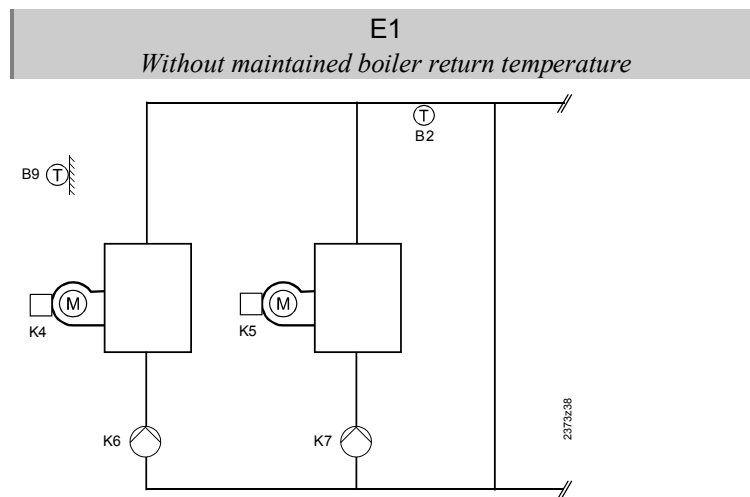 E1
Without maintained boiler return temperature
T
B2
B9 T
M
K4
M
K5
K6
K7
2373z38